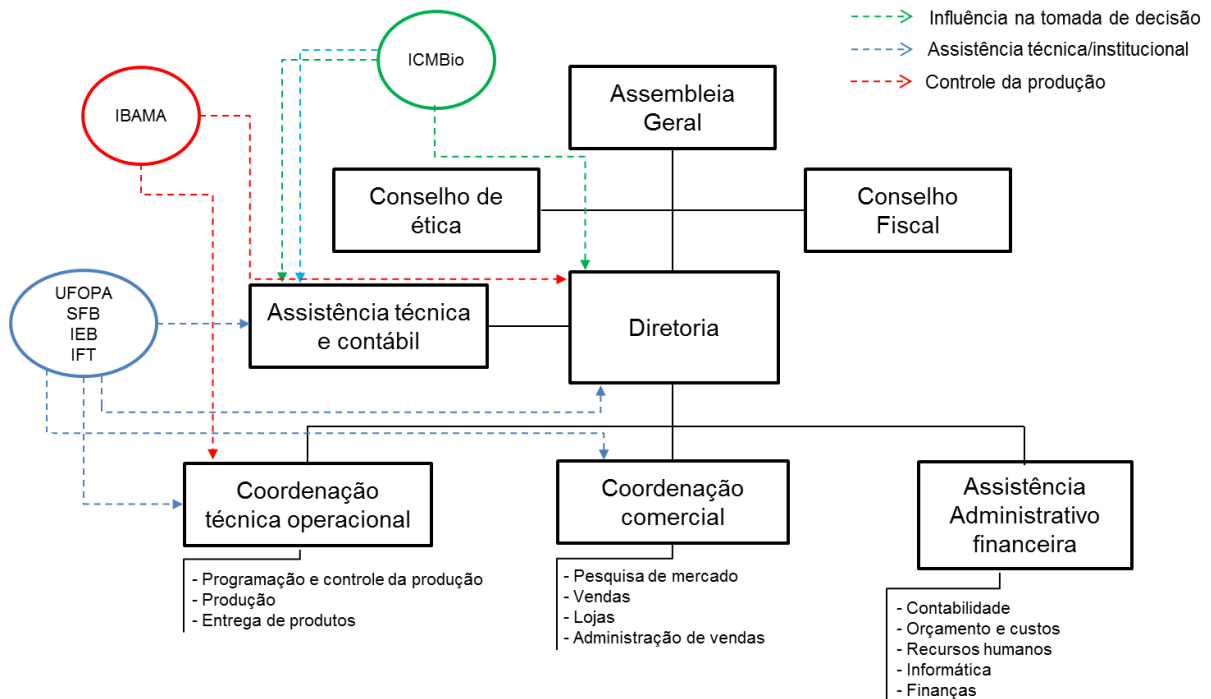 Influência na tomada de decisão
Assistência técnica/institucional
Controle da produção
ICMBio
IBAMA
Assembleia
Geral
Conselho de
ética
Conselho
Fiscal
UFOPA
SFB
IEB
IFT
Assistência técnica
e contábil
Diretoria
Coordenação
técnica operacional
Coordenação
comercial
Assistência
Administrativo
financeira
- Programação e controle da produção
- Produção
- Entrega de produtos
- Pesquisa de mercado
- Vendas
- Lojas
- Administração de vendas
- Contabilidade
- Orçamento e custos
- Recursos humanos
- Informática
- Finanças